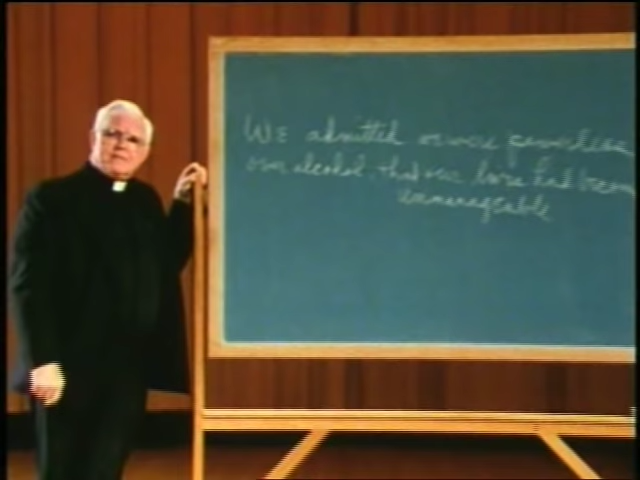 We admitted we were powerless
over alcohol - that our lives had become
unmanageable